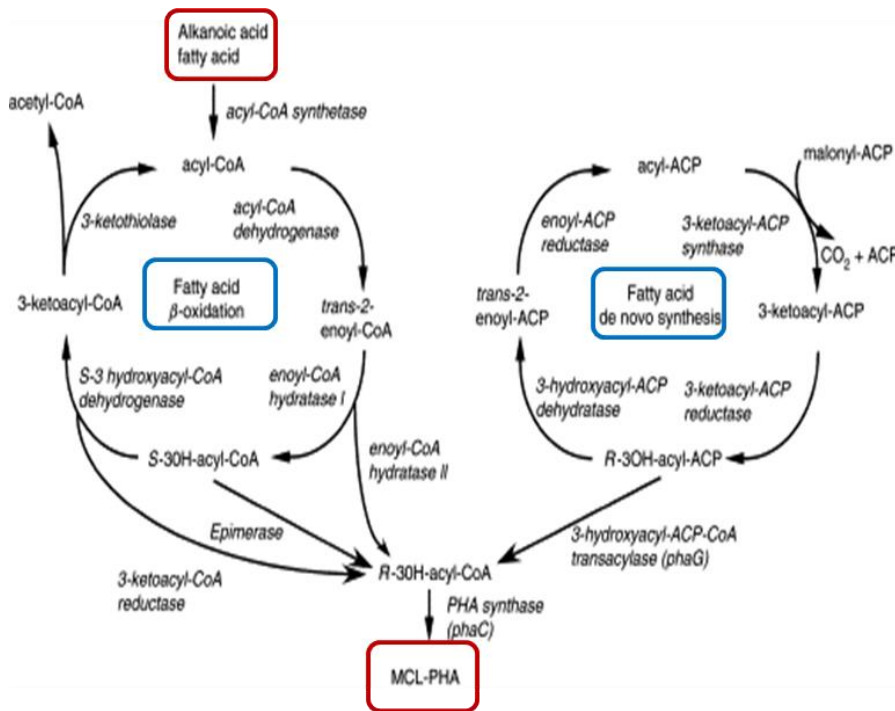 Alkanoic acid
fatty acid
acetyl-CoA
acyl-CoA synthetase
acyl-CoA
3-ketothiolase
acyl-CoA
dehydrogenase
3-ketoacyl-CoA
Fatty acid
β-oxidation
trans-2-
enoyl-CoA
S-3 hydroxyacyl-CoA
dehydrogenase
enoyl-CoA
hydratase I
S-30H-acyl-CoA
enoyl-CoA
hydratase II
Epimerase
3-ketoacyl-CoA
reductase
R-30H-acyl-CoA
PHA synthase
(phaC)
MCL-PHA
acyl-ACP
malonyl-ACP
enoyl-ACP
reductase
3-ketoacyl-ACP
synthase
CO2 + ACP
trans-2-
enoyl-ACP
Fatty acid
de novo synthesis
3-ketoacyl-ACP
3-hydroxyacyl-ACP
dehydratase
3-ketoacyl-ACP
reductase
R-3OH-acyl-ACP
3-hydroxyacyl-ACP-CoA
transacylase (phaG)